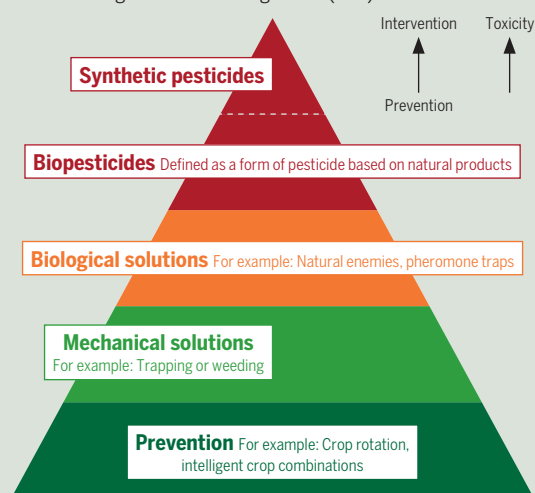 Intervention Toxicity
Synthetic pesticides
Prevention
Biopesticides Defined as a form of pesticide based on natural products
Biological solutions For example: Natural enemies, pheromone traps
Mechanical solutions
For example: Trapping or weeding
Prevention For example: Crop rotation,
intelligent crop combinations